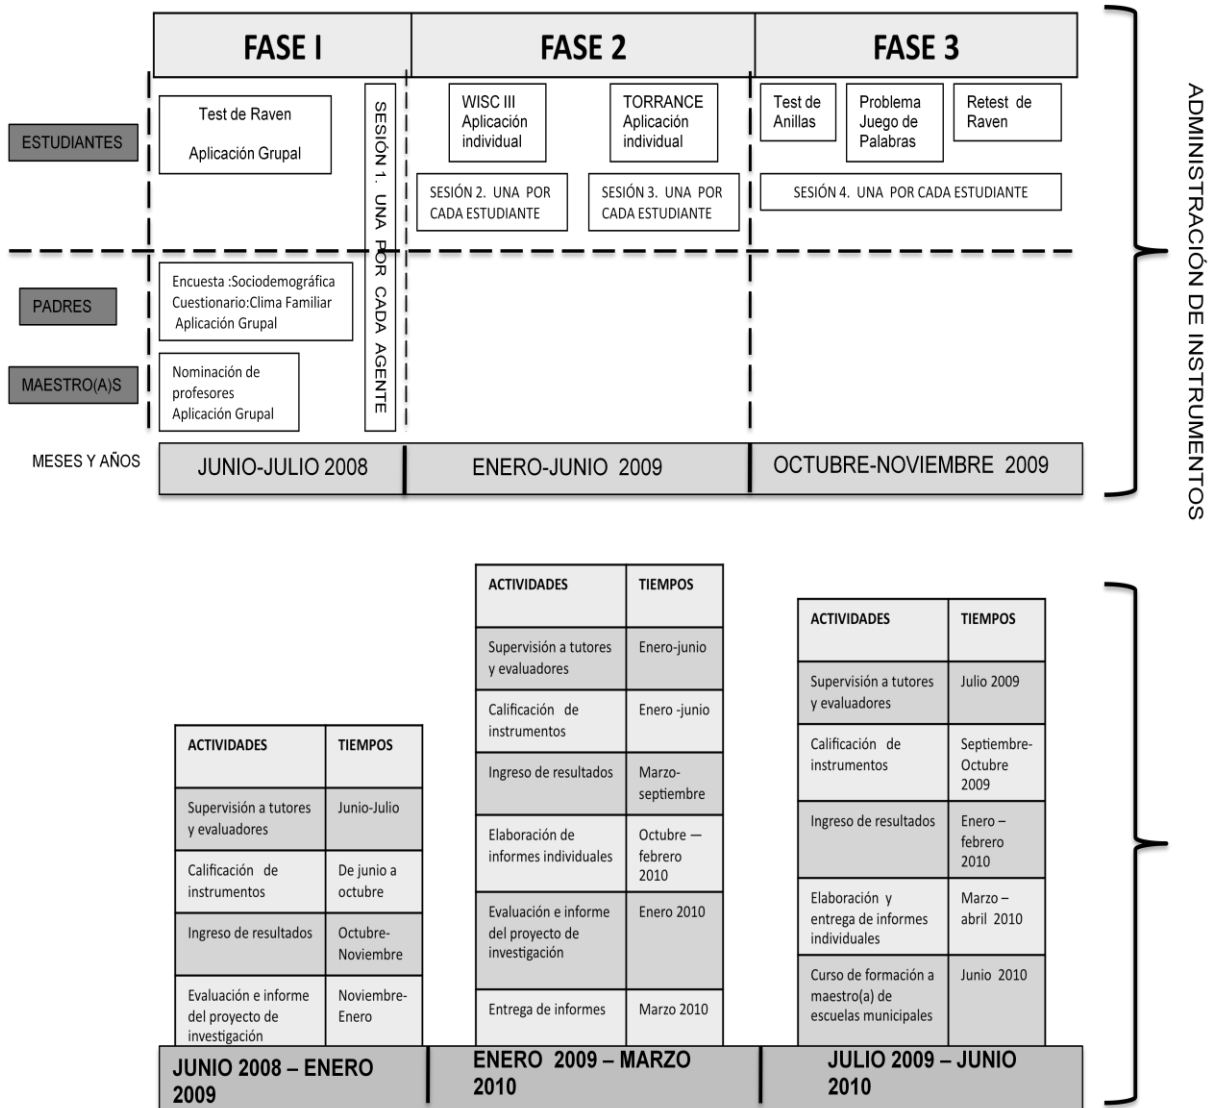 FASE I
FASE 2
FASE 3
ESTUDIANTES
Test de Raven
Aplicación Grupal
SESIÓN 1. UNA POR CADA AGENTE
WISC III
Aplicación
individual
TORRANCE
Aplicación
individual
Test de
Anillas
Problema
Juego de
Palabras
Retest de
Raven
SESIÓN 2. UNA POR
CADA ESTUDIANTE
SESIÓN 3. UNA POR
CADA ESTUDIANTE
SESIÓN 4. UNA POR CADA ESTUDIANTE
PADRES
Encuesta :Sociodemográfica
Cuestionario:Clima Familiar
Aplicación Grupal
MAESTRO(A)S
Nominación de
profesores
Aplicación Grupal
MESES Y AÑOS
JUNIO-JULIO 2008
ENERO-JUNIO 2009
OCTUBRE-NOVIEMBRE 2009
ADMINISTRACIÓN DE INSTRUMENTOS
ACTIVIDADES
TIEMPOS
Supervisión a tutores
y evaluadores
Junio-Julio
Calificación de
instrumentos
De junio a
octubre
Ingreso de resultados
Octubre-
Noviembre
Evaluación e informe
del proyecto de
investigación
Noviembre-
Enero
JUNIO 2008 – ENERO
2009
ACTIVIDADES
TIEMPOS
Supervisión a tutores
y evaluadores
Enero-junio
Calificación de
instrumentos
Enero -junio
Ingreso de resultados
Marzo-
septiembre
Elaboración de
informes individuales
Octubre —
febrero
2010
Evaluación e informe
del proyecto de
investigación
Enero 2010
Entrega de informes
Marzo 2010
ENERO 2009 – MARZO
2010
ACTIVIDADES
TIEMPOS
Supervisión a tutores
y evaluadores
Julio 2009
Calificación de
instrumentos
Septiembre-
Octubre
2009
Ingreso de resultados
Enero –
febrero
2010
Elaboración y
entrega de informes
individuales
Marzo –
abril 2010
Curso de formación a
maestro(a) de
escuelas municipales
Junio 2010
JULIO 2009 – JUNIO
2010